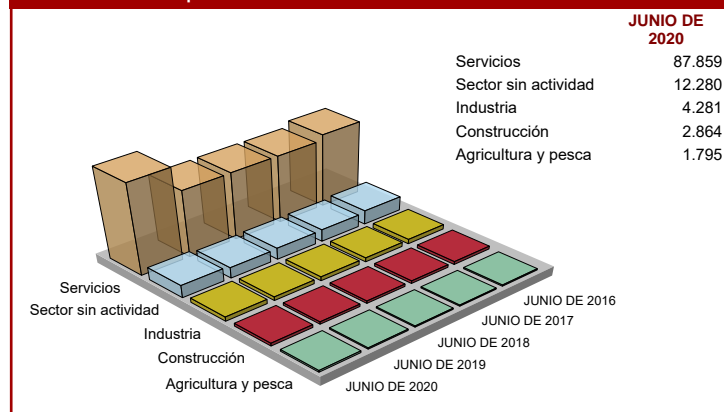 JUNIO DE
2020
Servicios 87.859
Sector sin actividad 12.280
Industria 4.281
Construcción 2.864
Agricultura y pesca 1.795
Servicios
Sector sin actividad
Industria
Construcción
Agricultura y pesca
JUNIO DE 2016
JUNIO DE 2017
JUNIO DE 2018
JUNIO DE 2019
JUNIO DE 2020